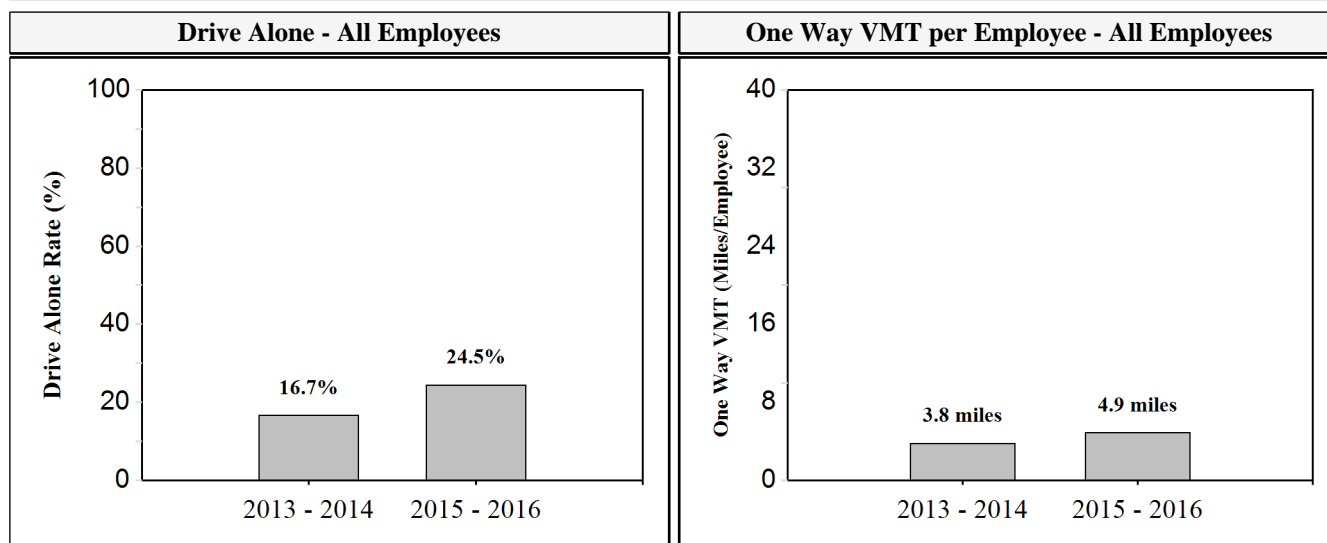 Drive Alone - All Employees
One Way VMT per Employee - All Employees
Drive Alone Rate (%)
100
80
60
40
20
0
16.7%
24.5%
2013 - 2014
2015 - 2016
One Way VMT (Miles/Employee)
40
32
24
16
8
0
3.8 miles
4.9 miles
2013 - 2014
2015 - 2016